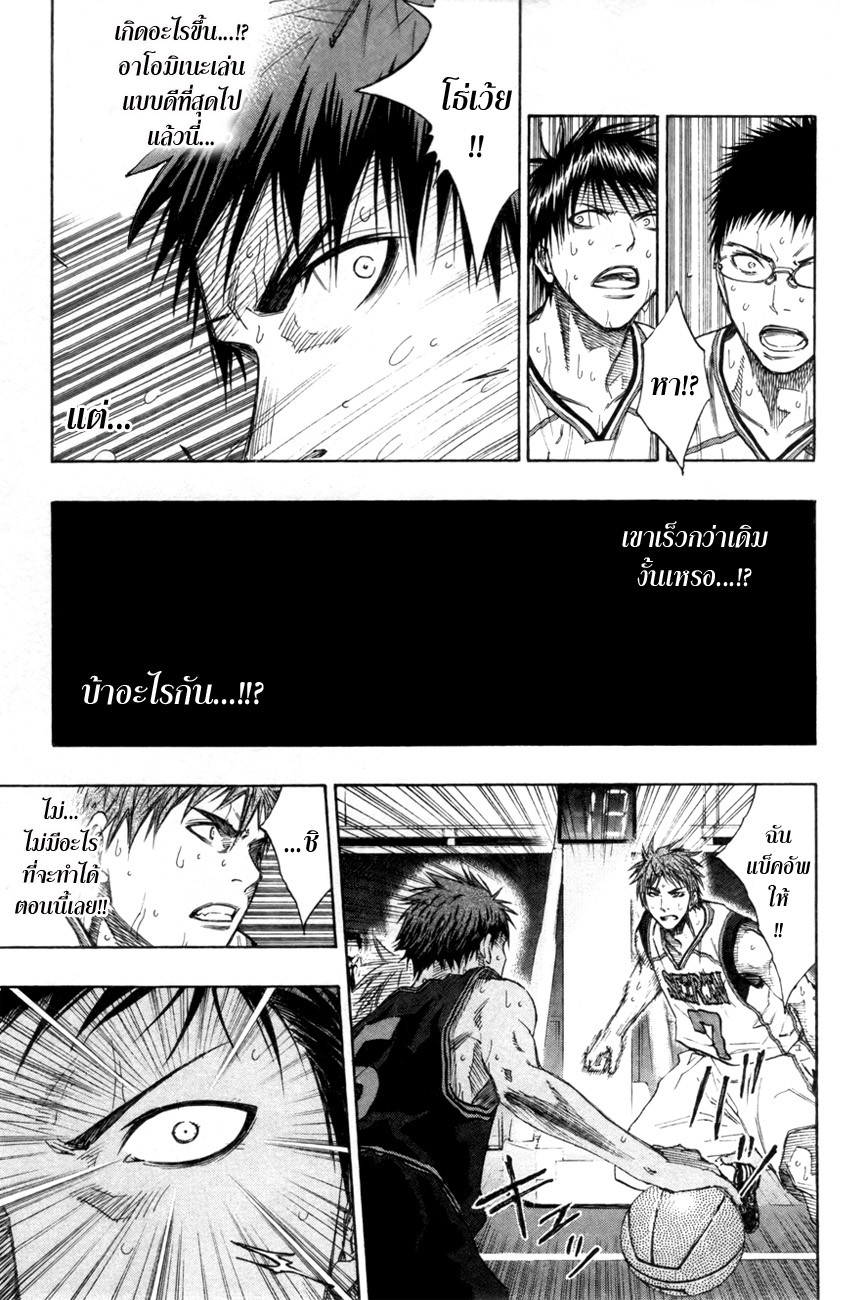 หา!?
โธ่เว้ย
!!
เกิดอะไรขึ้น...!?
อาโอมิเนะเล่น
แบบดีที่สุดไป
แล้วนี่...
แต่...
เขาเร็วกว่าเดิม
งั้นเหรอ...!?
บ้าอะไรกัน...!!?
ฉัน
แบ็คอัพ
ให้
!!
13
7
...ชิ
ไม่...
ไม่มีอะไร
ที่จะทำได้
ตอนนี้เลย!!